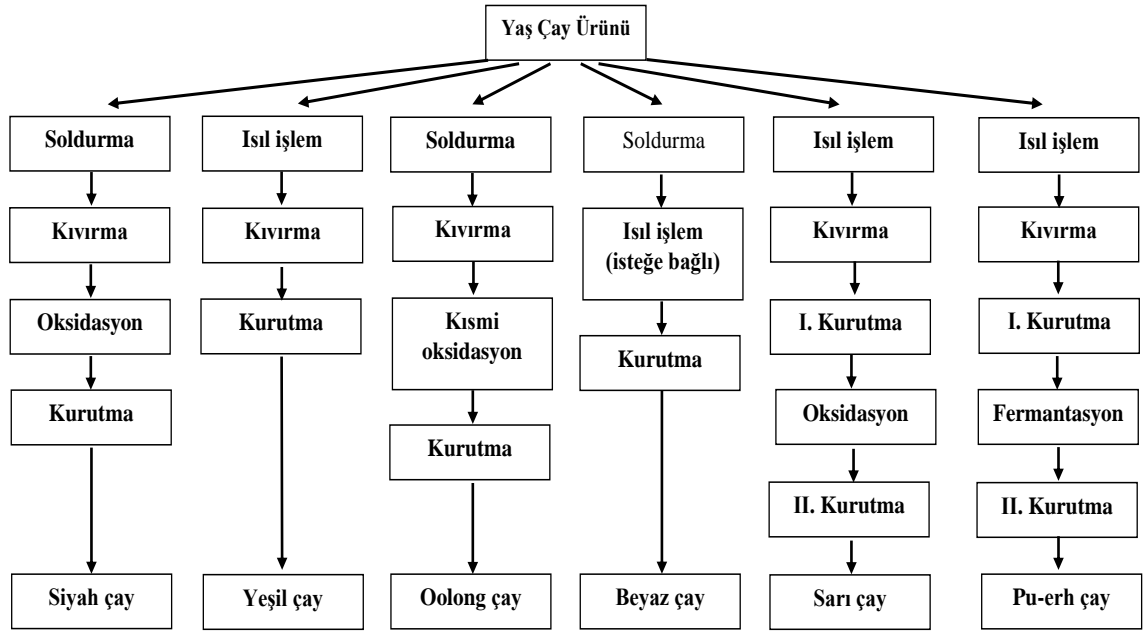 Yaş Çay Ürünü
Soldurma
Kıvırma
Oksidasyon
Kurutma
Siyah çay
Isıl işlem
Kıvırma
Kurutma
Yeşil çay
Soldurma
Kıvırma
Kısmi
oksidasyon
Kurutma
Oolong çay
Soldurma
Isıl işlem
(isteğe bağlı)
Kurutma
Beyaz çay
Isıl işlem
Kıvırma
I. Kurutma
Oksidasyon
II. Kurutma
Sarı çay
Isıl işlem
Kıvırma
I. Kurutma
Fermantasyon
II. Kurutma
Pu-erh çay